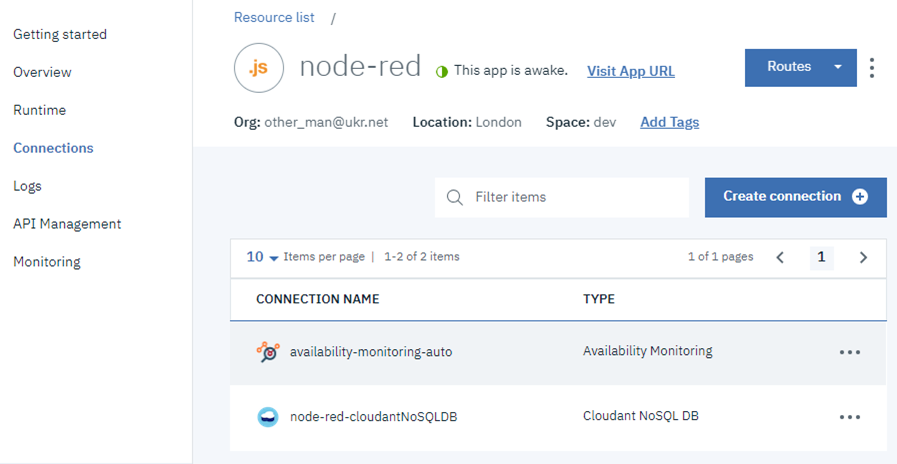 Getting started
Overview
Runtime
Connections
Logs
API Management
Monitoring
Resource list /
.js node-red This app is awake. Visit App URL Routes
Org: other_man@ukr.net Location: London Space: dev Add Tags
Filter items Create connection
10 Items per page | 1-2 of 2 items 1 of 1 pages 1
CONNECTION NAME TYPE
availability-monitoring-auto Availability Monitoring
node-red-cloudantNoSQLDB Cloudant NoSQL DB